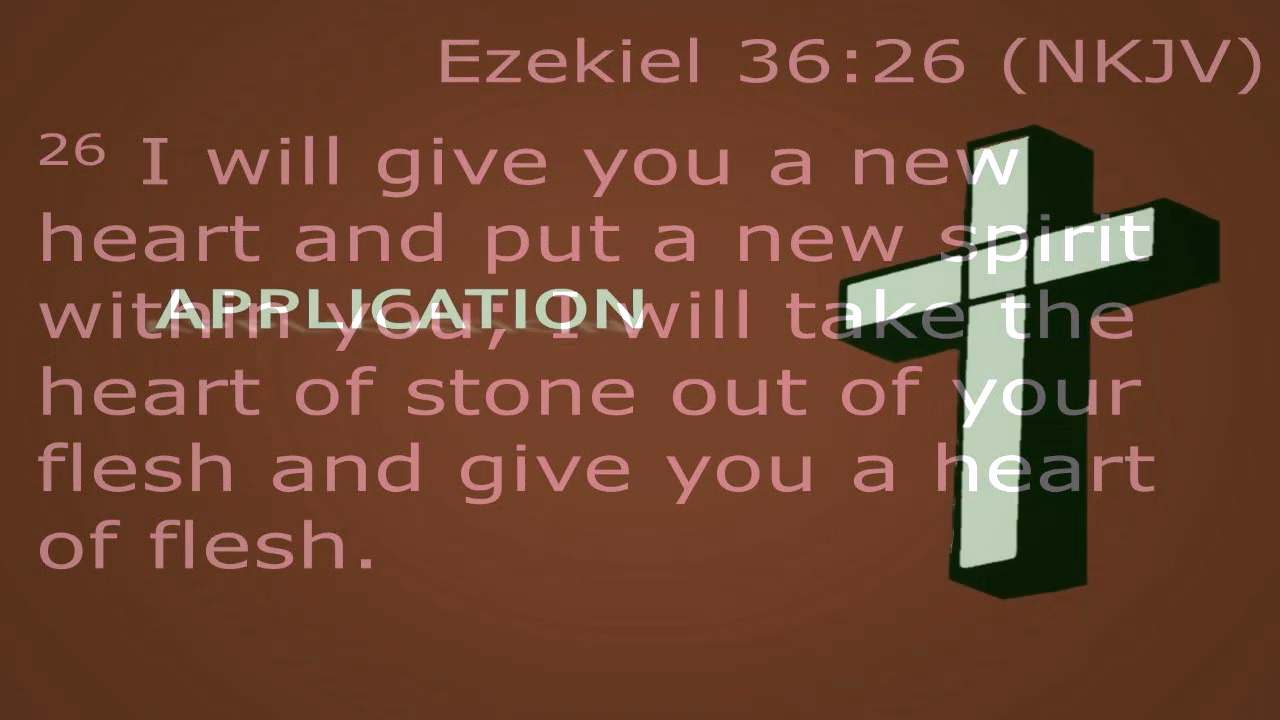 Ezekiel 36:26 (NKJV)
26 I will give you a new
heart and put a new spirit
within you; I will take the
APPLICATION
heart of stone out of your
flesh and give you a heart
of flesh.